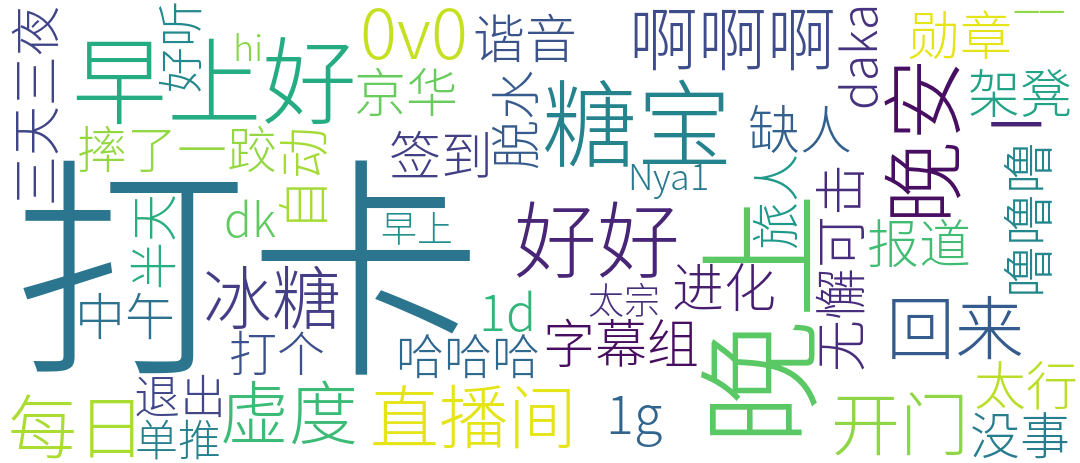 三天三夜
早上好
好听
hi
0v0
谐音
啊啊啊
daka
勋章
一一
京华
脱水
糖宝
缺人
晚安
架凳
摔了一跤
自动
签到
Nya1
旅人
噜噜噜
打卡
半天
dk
早上
好好
晚上
无懈可击
报道
中午
冰糖
1d
太宗
进化
回来
打个
哈哈哈
字幕组
每日
退出
单推
虚度
直播间
1g
开门
太行
没事